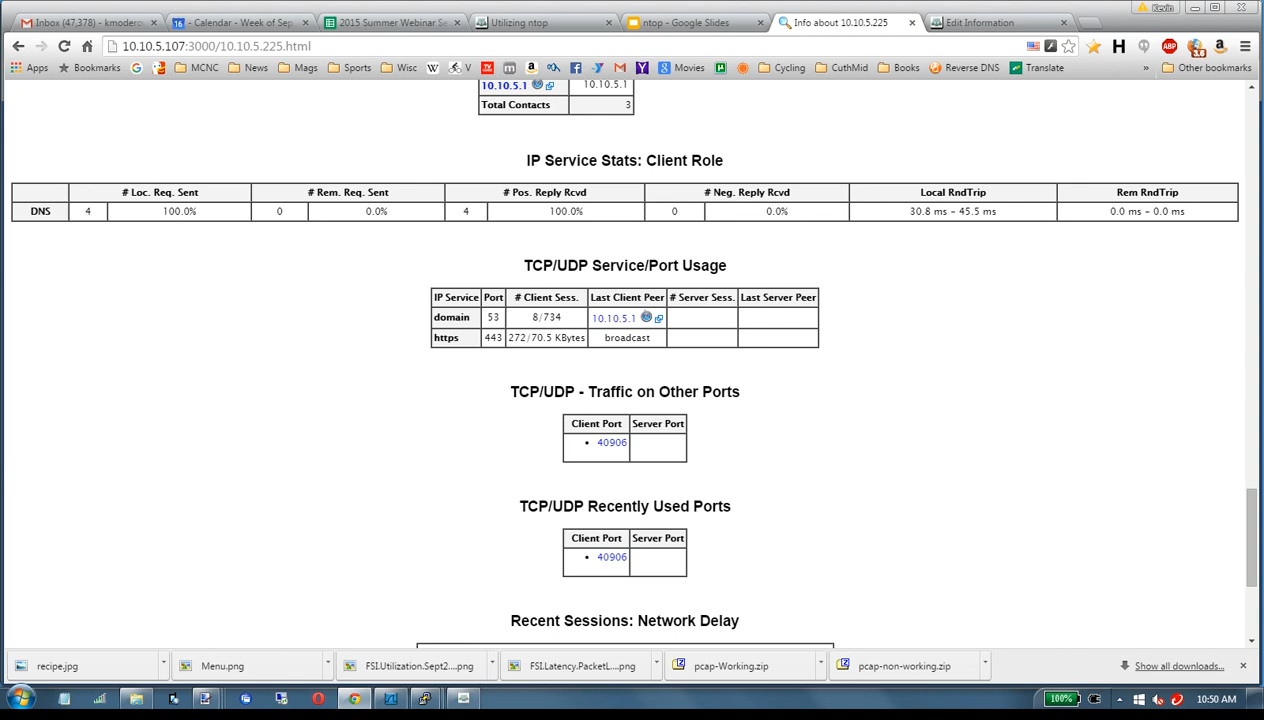 Kevin
Inbox (47,378) - kmoderou
16 - Calendar - Week of Sep
2015 Summer Webinar Se
Utilizing ntop
ntop - Google Slides
Info about 10.10.5.225
Edit Information
10.10.5.107:3000/10.10.5.225.html
Apps Bookmarks MCNC News Mags Sports Wisc W V Movies Cycling CuthMid Books Reverse DNS Translate » Other bookmarks
10.10.5.1 10.10.5.1
Total Contacts 3
IP Service Stats: Client Role
# Loc. Req. Sent # Rem. Req. Sent # Pos. Reply Rcvd # Neg. Reply Rcvd Local RndTrip Rem RndTrip
DNS 4 100.0% 0 0.0% 4 100.0% 0 0.0% 30.8 ms - 45.5 ms 0.0 ms - 0.0 ms
TCP/UDP Service/Port Usage
IP Service Port # Client Sess. Last Client Peer # Server Sess. Last Server Peer
domain 53 8/734 10.10.5.1
https 443 272/70.5 KBytes broadcast
TCP/UDP - Traffic on Other Ports
Client Port Server Port
• 40906
TCP/UDP Recently Used Ports
Client Port Server Port
• 40906
Recent Sessions: Network Delay
recipe.jpg Menu.png FSI.Utilization.Sept2....png FSI.Latency.PacketL....png pcap-Working.zip pcap-non-working.zip Show all downloads...
100% 10:50 AM